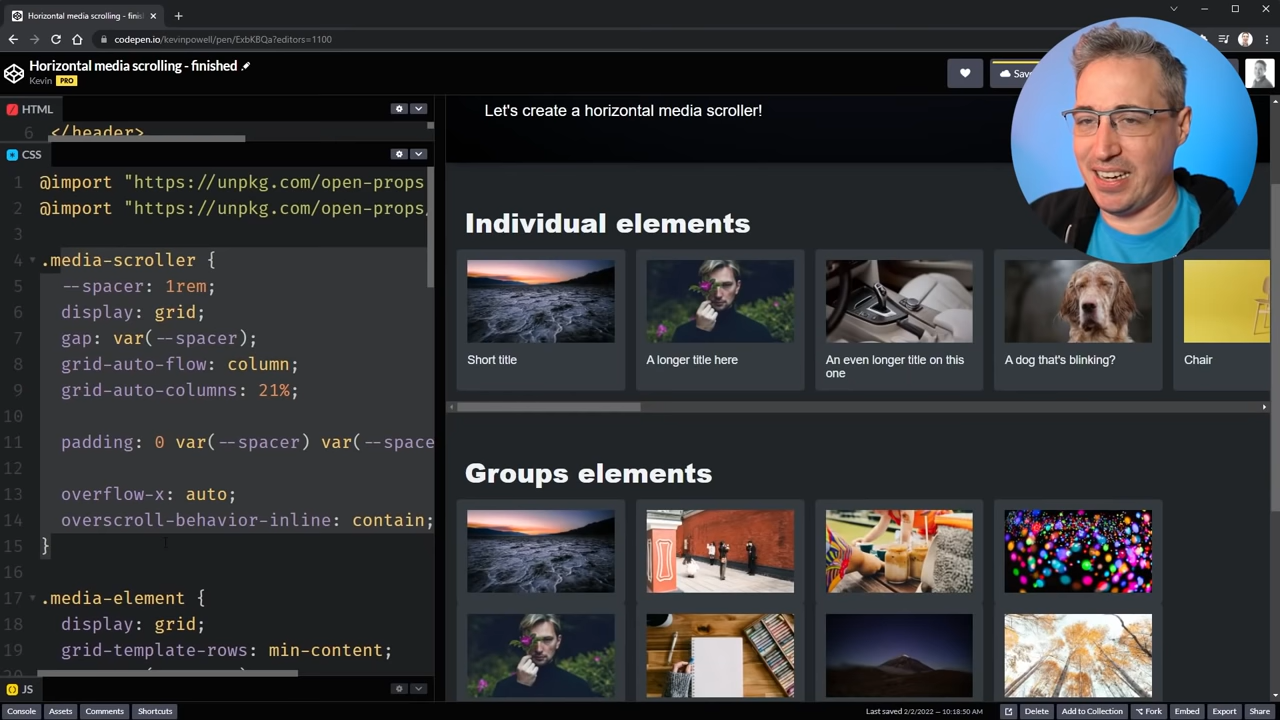 Horizontal media scrolling - finis
codepen.io/kevinpowell/pen/ExbKBQa?editors=1100
Horizontal media scrolling - finished
Kevin PRO
Sav
HTML
6 </header>
CSS
1 @import "https://unpkg.com/open-props
2 @import "https://unpkg.com/open-props/
3
4 .media-scroller {
5 --spacer: 1rem;
6 display: grid;
7 gap: var(--spacer);
8 grid-auto-flow: column;
9 grid-auto-columns: 21%;
10
11 padding: 0 var(--spacer) var(--space
12
13 overflow-x: auto;
14 overscroll-behavior-inline: contain;
15 }
16
17 .media-element {
18 display: grid;
19 grid-template-rows: min-content;
JS
Let's create a horizontal media scroller!
Individual elements
Short title
A longer title here
An even longer title on this
one
A dog that's blinking?
Chair
Groups elements
Console Assets Comments Shortcuts
Last saved 2/2/2022 — 10:18:50 AM
Delete Add to Collection Fork Embed Export Share